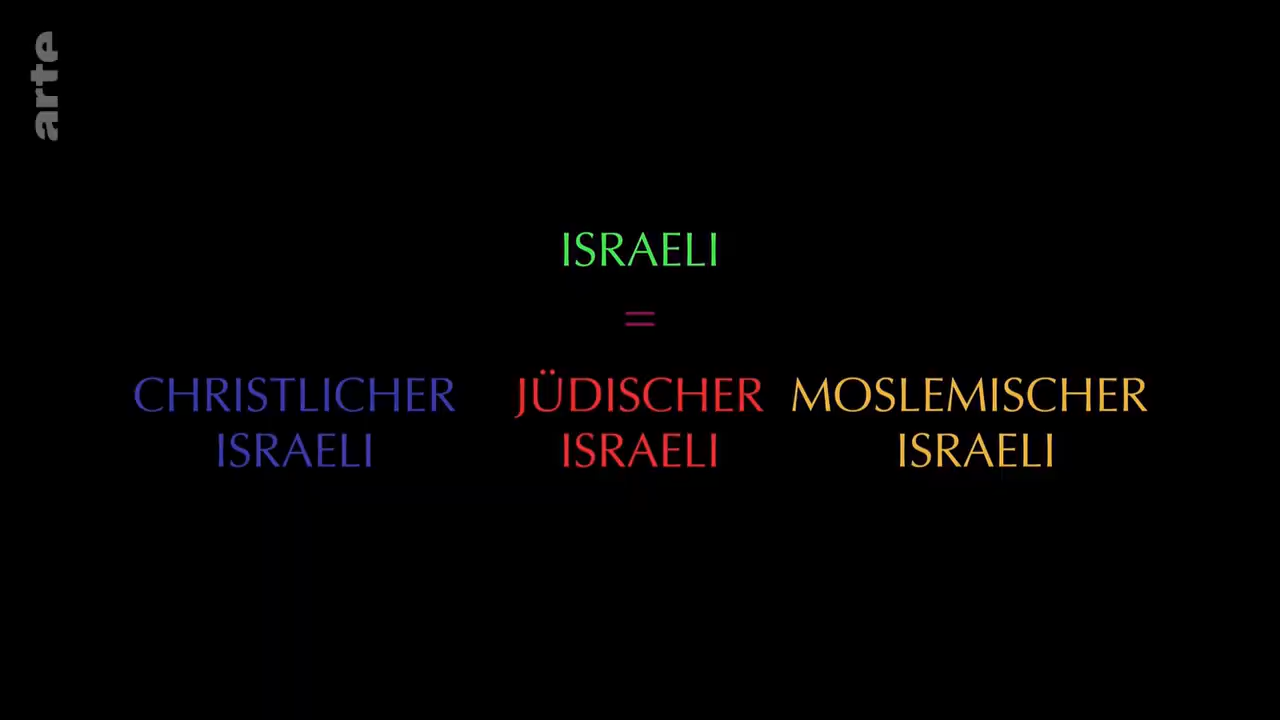 arte
ISRAELI
=
CHRISTLICHER JÜDISCHER MOSLEMISCHER
ISRAELI ISRAELI ISRAELI